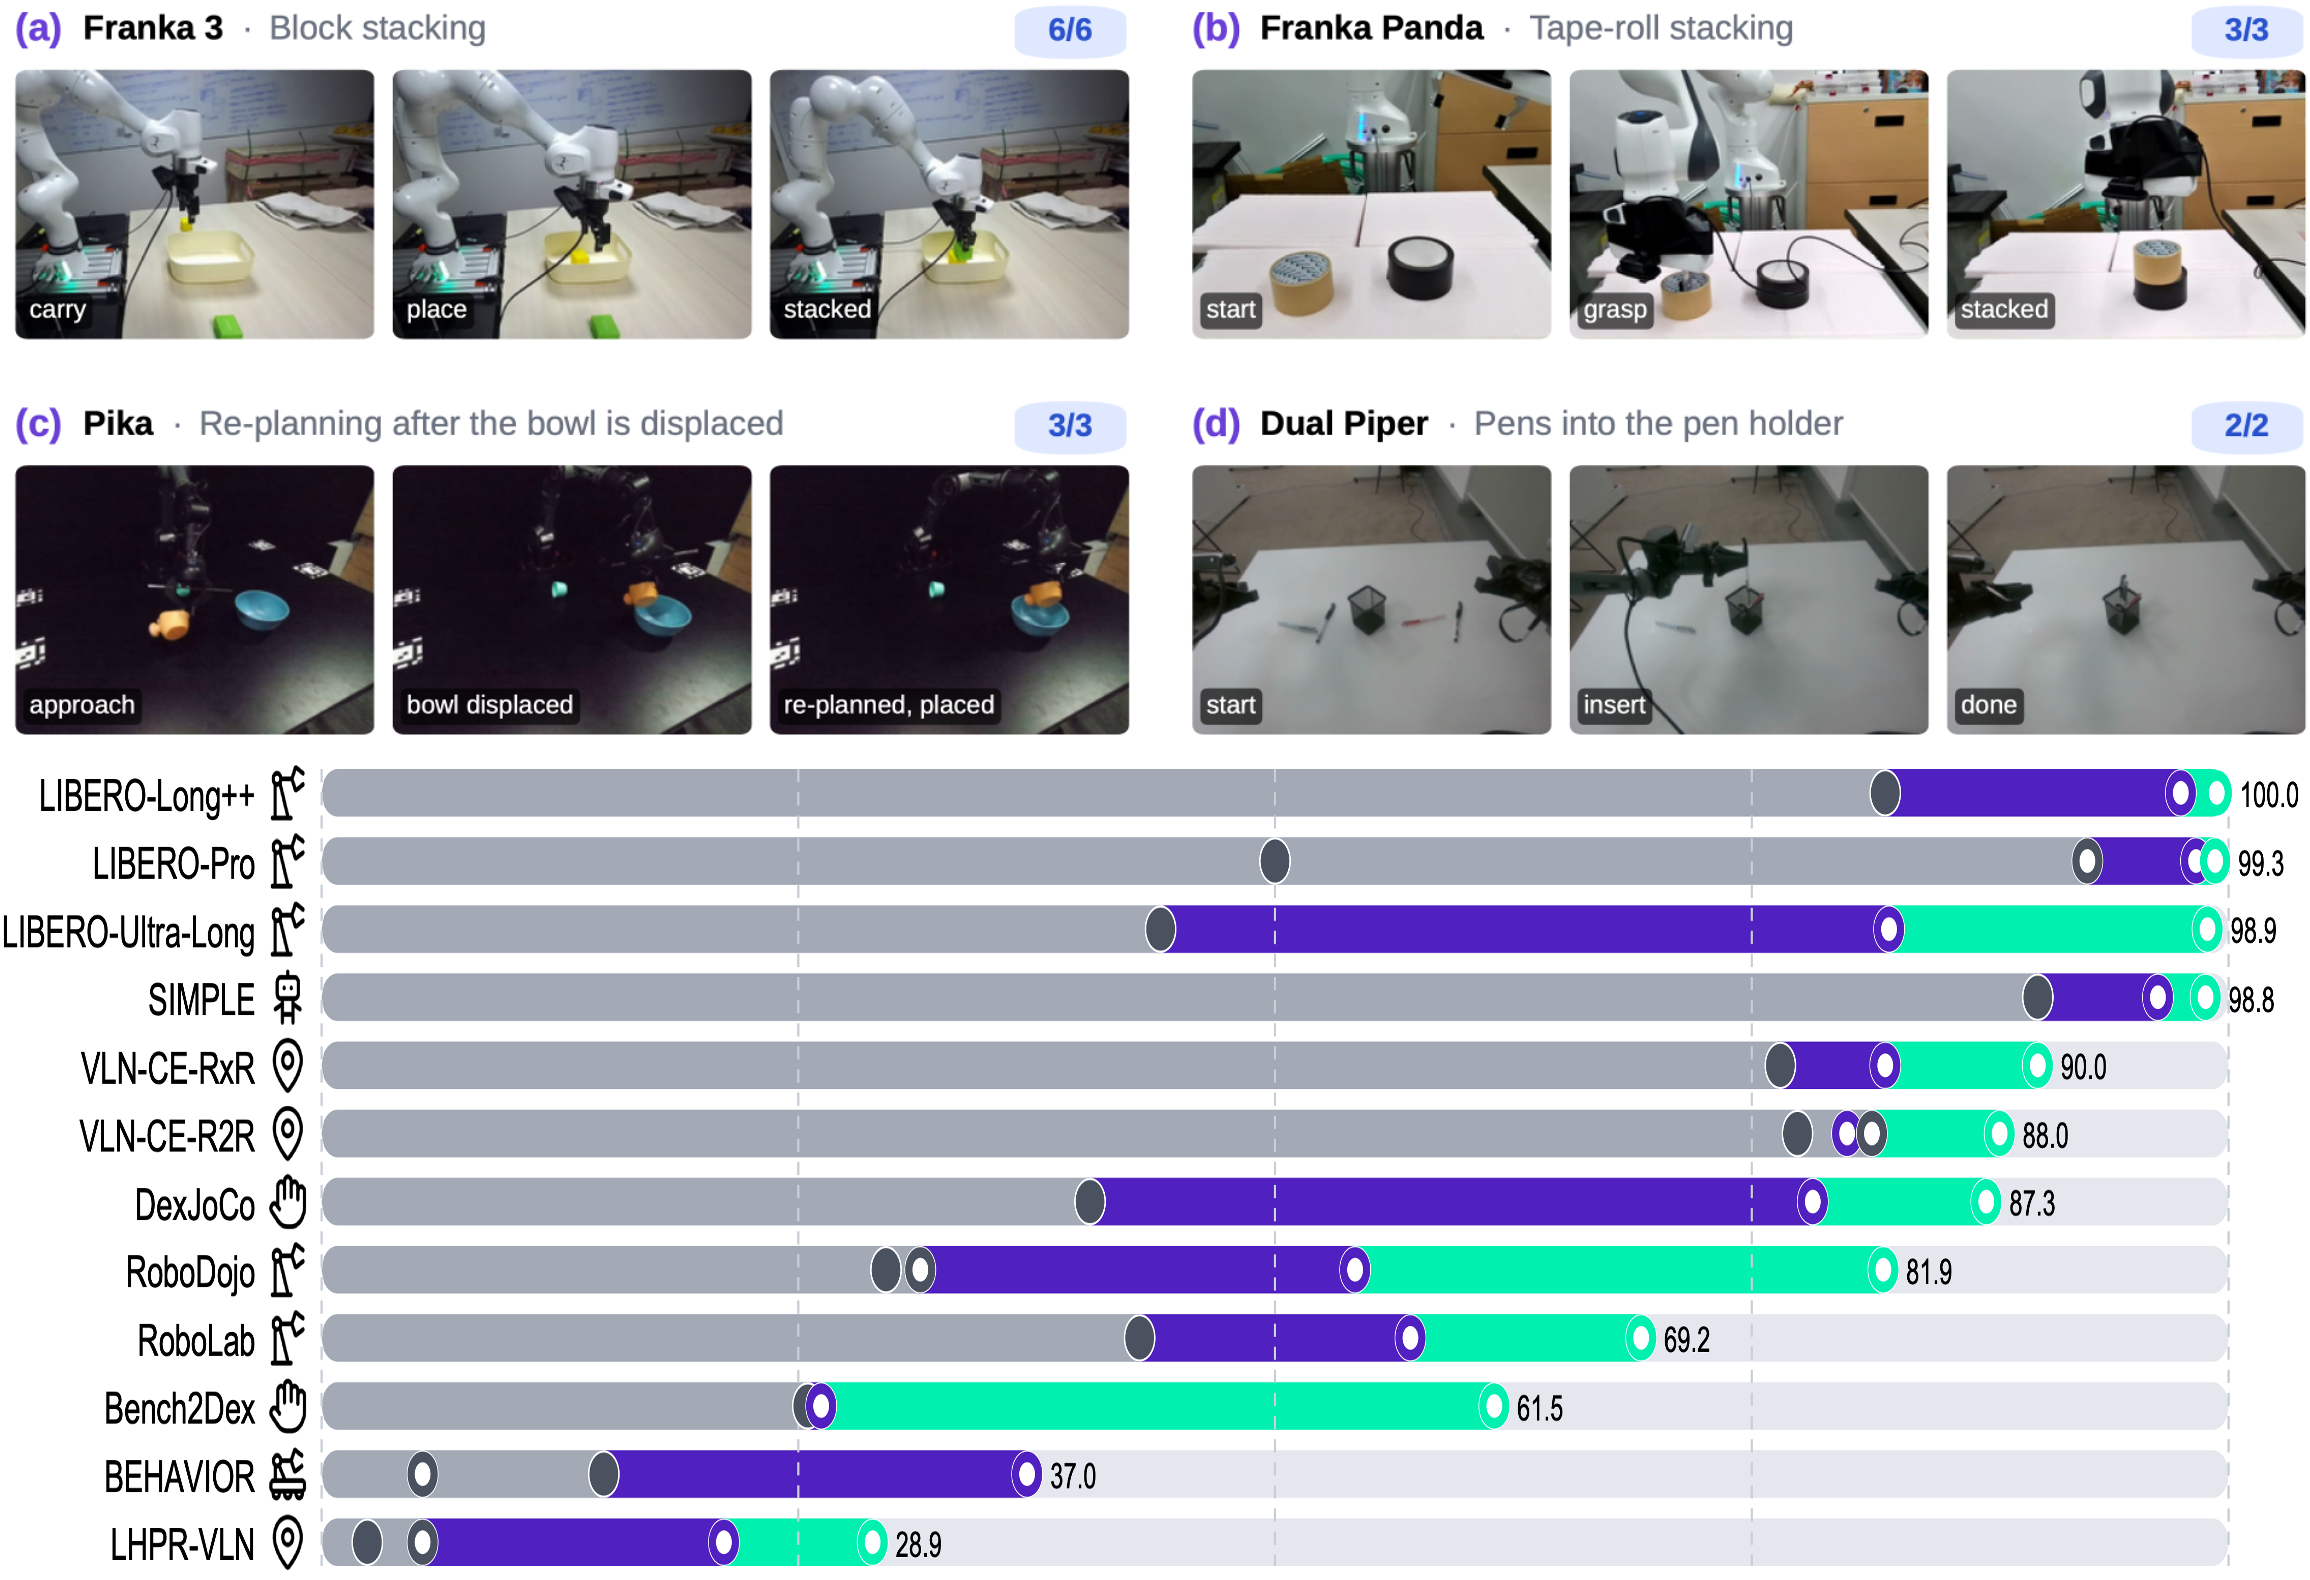 (a) Franka 3 · Block stacking 6/6
carry
place
stacked
(b) Franka Panda · Tape-roll stacking 3/3
start
grasp
stacked
(c) Pika · Re-planning after the bowl is displaced 3/3
approach
bowl displaced
re-planned, placed
(d) Dual Piper · Pens into the pen holder 2/2
start
insert
done
LIBERO-Long++ 100.0
LIBERO-Pro 99.3
LIBERO-Ultra-Long 98.9
SIMPLE 98.8
VLN-CE-RxR 90.0
VLN-CE-R2R 88.0
DexJoCo 87.3
RoboDojo 81.9
RoboLab 69.2
Bench2Dex 61.5
BEHAVIOR 37.0
LHPR-VLN 28.9